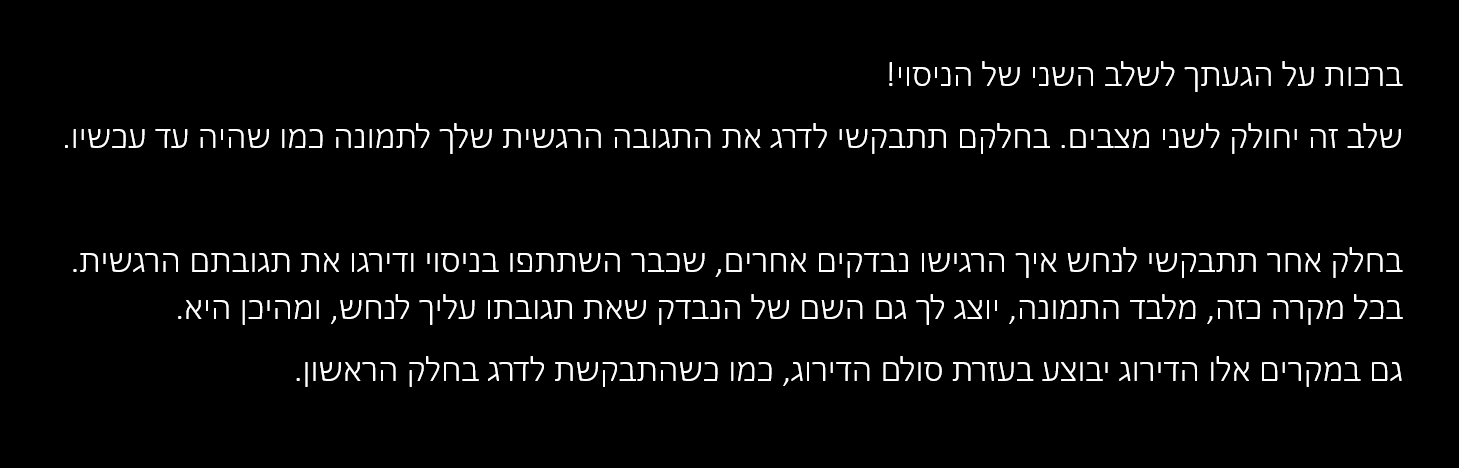 ברכות על הגעתך לשלב השני של הניסוי!
שלב זה יחולק לשני מצבים. בחלקם תתבקשי לדרג את התגובה הרגשית שלך לתמונה כמו שהיה עד עכשיו.
בחלק אחר תתבקשי לנחש איך הרגישו נבדקים אחרים, שכבר השתתפו בניסוי ודירגו את תגובתם הרגשית.
בכל מקרה כזה, מלבד התמונה, יוצג לך גם השם של הנבדק שאת תגובתו עליך לנחש, ומהיכן היא.
גם במקרים אלו הדירוג יבוצע בעזרת סולם הדירוג, כמו כשהתבקשת לדרג בחלק הראשון.